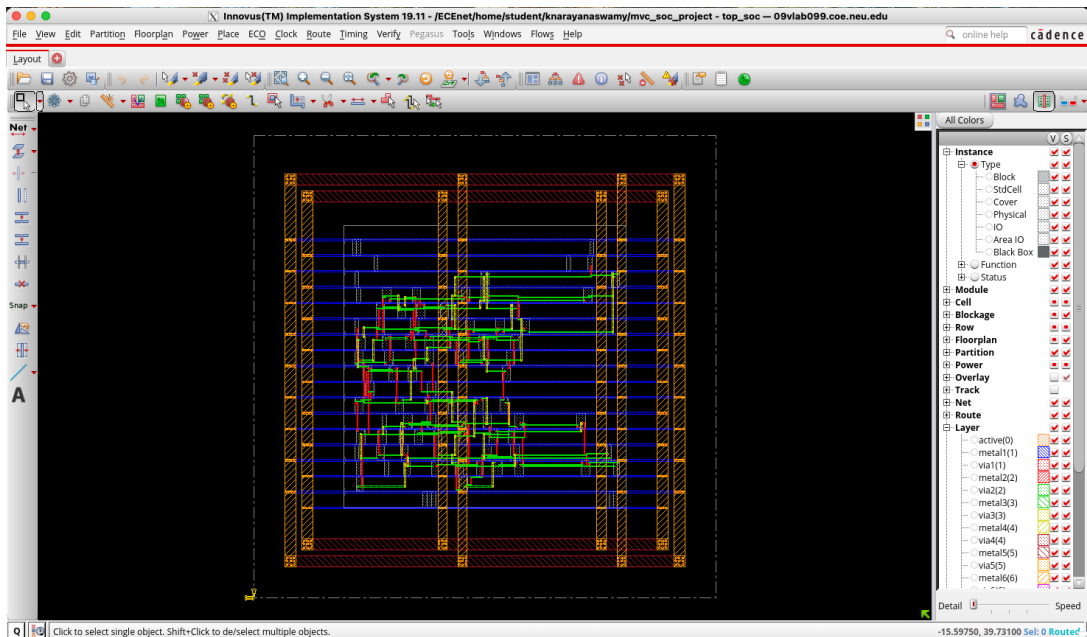 Innovus(TM) Implementation System 19.11 - /ECEnet/home/student/knarayanaswamy/mvc_soc_project - top_soc — 09vlab099.coe.neu.edu
File View Edit Partition Floorplan Power Place ECO Clock Route Timing Verify Pegasus Tools Windows Flows Help
online help
cādence
Layout
All Colors
Net
Snap
A
V S
Instance
Type
Block
StdCell
Cover
Physical
IO
Area IO
Black Box
Function
Status
Module
Cell
Blockage
Row
Floorplan
Partition
Power
Overlay
Track
Net
Route
Layer
active(0)
metal1(1)
via1(1)
metal2(2)
via2(2)
metal3(3)
via3(3)
metal4(4)
via4(4)
metal5(5)
via5(5)
metal6(6)
Detail
Speed
Q
Click to select single object. Shift+Click to de/select multiple objects.
-15.59750, 39.73100 Sel: 0 Routed